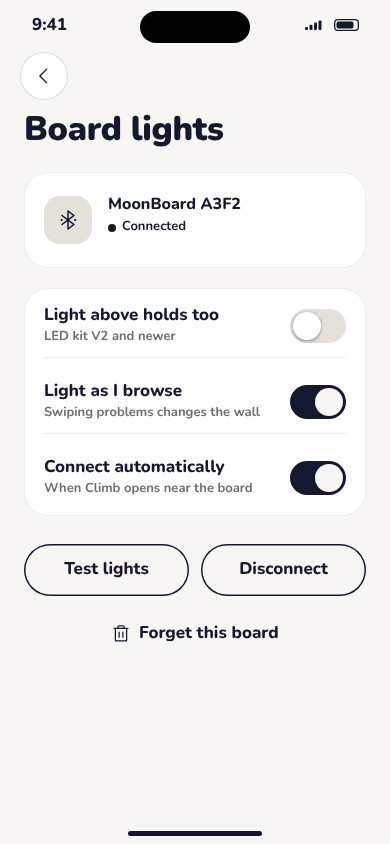 9:41
Board lights
MoonBoard A3F2
Connected
Light above holds too
LED kit V2 and newer
Light as I browse
Swiping problems changes the wall
Connect automatically
When Climb opens near the board
Test lights
Disconnect
Forget this board